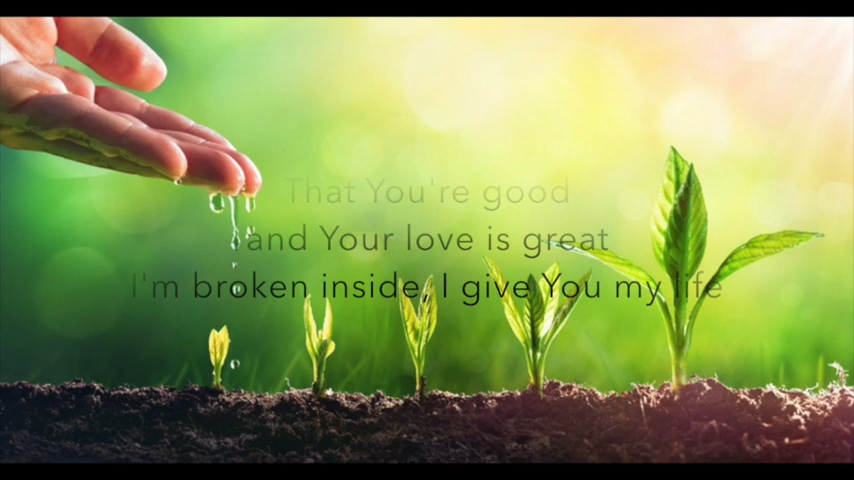 That You're good
and Your love is great
I'm broken inside, I give You my life